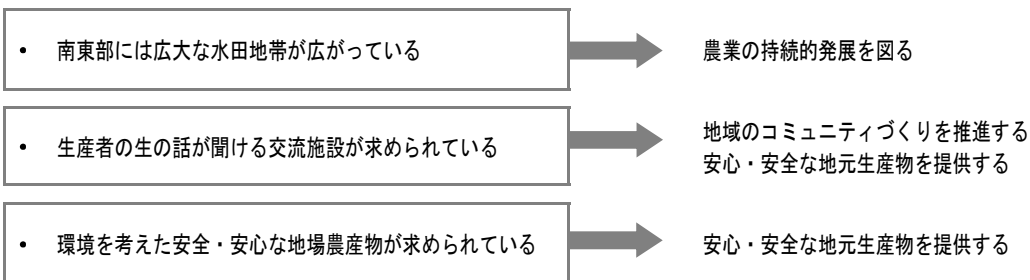 • 南東部には広大な水田地帯が広がっている
農業の持続的発展を図る
• 生産者の生の話が聞ける交流施設が求められている
地域のコミュニティづくりを推進する
安心・安全な地元生産物を提供する
• 環境を考えた安全・安心な地場農産物が求められている
安心・安全な地元生産物を提供する